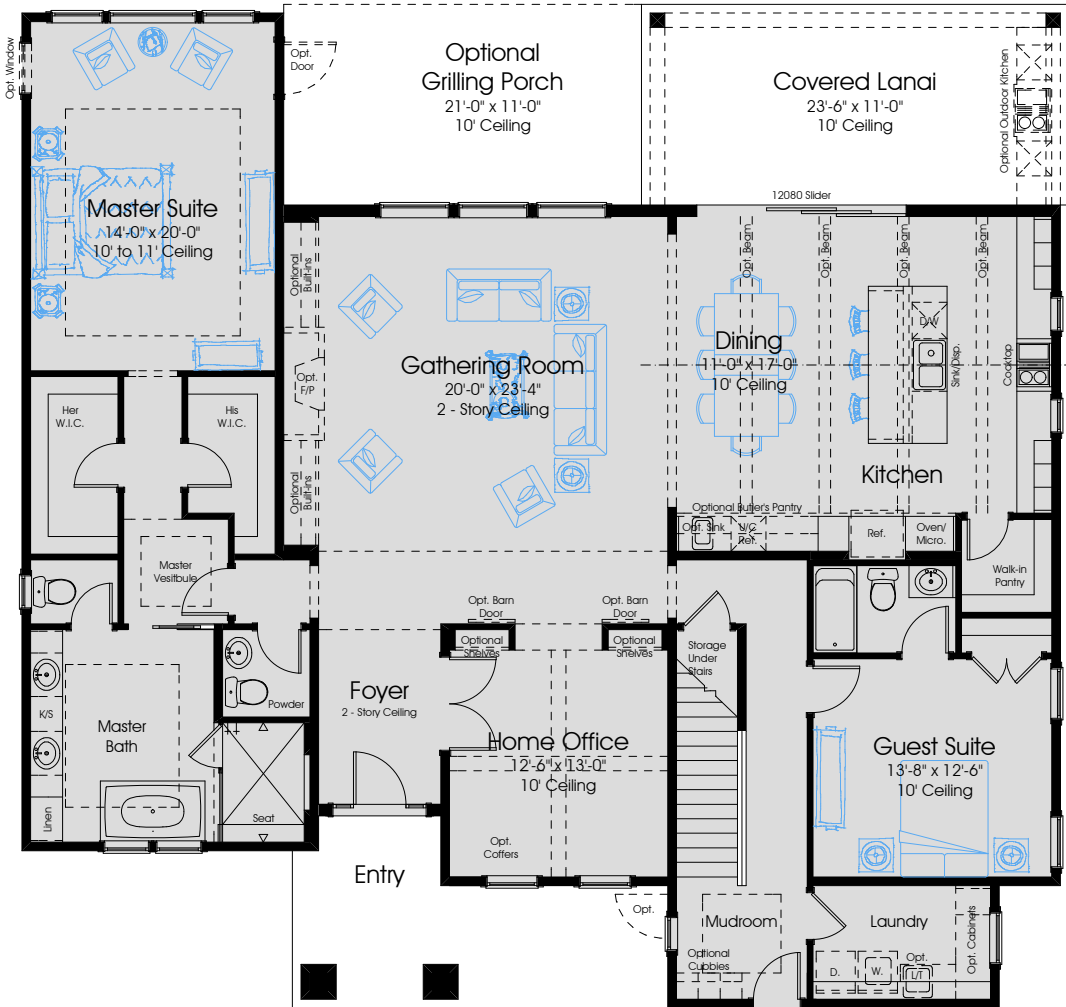 Opt. Window
Opt.
Door
Optional
Grilling Porch
21'-0" x 11'-0"
10' Ceiling
Covered Lanai
23'-6" x 11'-0"
10' Ceiling
Optional Outdoor Kitchen
12080 Slider
Master Suite
14'-0" x 20'-0"
10' to 11' Ceiling
Optional
Built-ins
Opt. Beam
Opt. Beam
Opt. Beam
Opt. Beam
Gathering Room
20'-0" x 23'-4"
2 - Story Ceiling
Opt.
F/P
Optional
Built-ins
Dining
11'-0" x 17'-0"
10' Ceiling
D/W
Sink/Disp.
Cooktop
Kitchen
Her
W.I.C.
His
W.I.C.
Optional Butler's Pantry
Opt. Sink
U/C
Ref.
Ref.
Oven/
Micro.
Walk-in
Pantry
Master
Vestibule
Opt. Barn
Door
Opt. Barn
Door
Optional
Shelves
Optional
Shelves
Storage
Under
Stairs
Foyer
2 - Story Ceiling
Powder
K/S
Master
Bath
Linen
Seat
Home Office
12'-6" x 13'-0"
10' Ceiling
Opt.
Coffers
Guest Suite
13'-8" x 12'-6"
10' Ceiling
Entry
Opt.
Mudroom
Optional
Cubbies
Laundry
D.
W.
Opt.
L/T
Opt. Cabinets